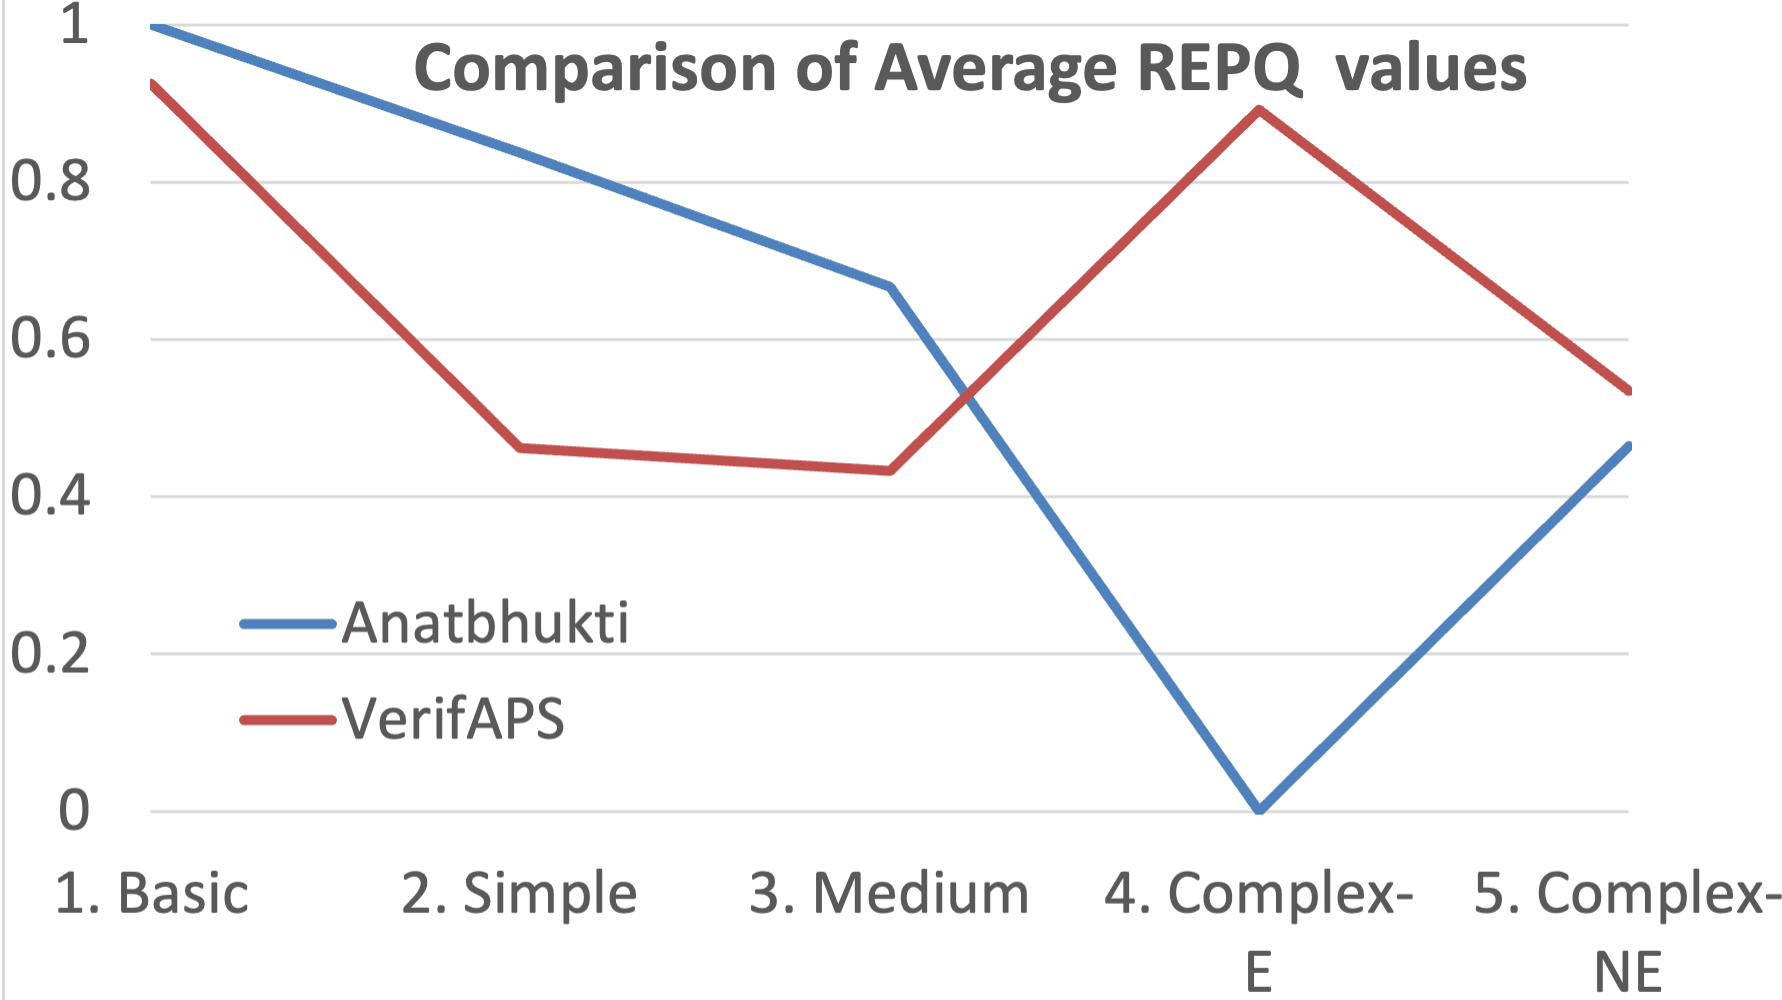 Comparison of Average REPQ  values
1
0.8
0.6
0.4
0.2
0
Anatbhukti
VerifAPS
1. Basic
2. Simple
3. Medium
4. Complex-
E
5. Complex-
NE